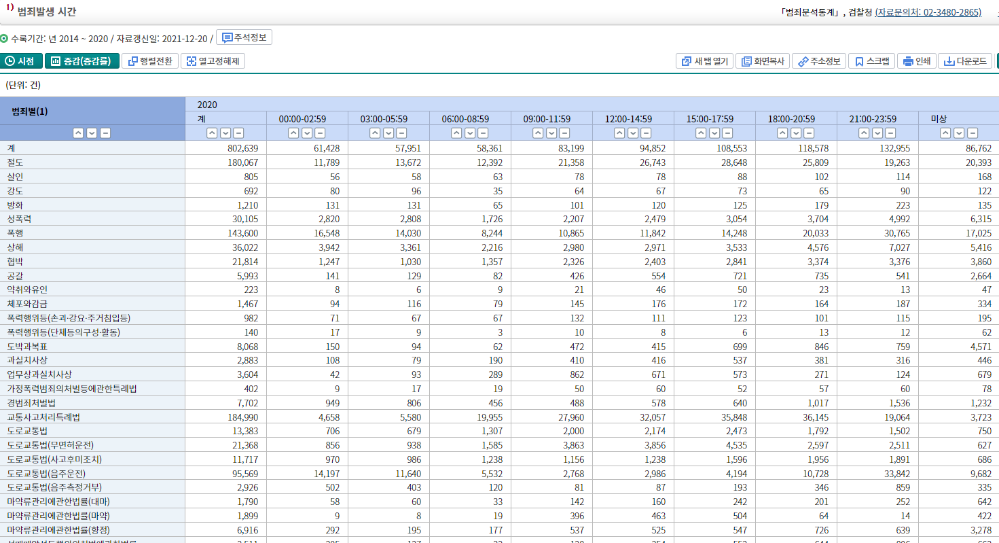 1) 범죄발생 시간
「범죄분석통계」, 검찰청 (자료문의처: 02-3480-2865)
수록기간: 년 2014 ~ 2020 / 자료갱신일: 2021-12-20 / 주석정보
시점 증감(증감률) 행렬전환 열고정해제 새 탭 열기 화면복사 주소정보 스크랩 인쇄 다운로드
(단위: 건)
범죄별(1) 2020
계 00:00-02:59 03:00-05:59 06:00-08:59 09:00-11:59 12:00-14:59 15:00-17:59 18:00-20:59 21:00-23:59 미상
계 802,639 61,428 57,951 58,361 83,199 94,852 108,553 118,578 132,955 86,762
절도 180,067 11,789 13,672 12,392 21,358 26,743 28,648 25,809 19,263 20,393
살인 805 56 58 63 78 78 88 102 114 168
강도 692 80 96 35 64 67 73 65 90 122
방화 1,210 131 131 65 101 120 125 179 223 135
성폭력 30,105 2,820 2,808 1,726 2,207 2,479 3,054 3,704 4,992 6,315
폭행 143,600 16,548 14,030 8,244 10,865 11,842 14,248 20,033 30,765 17,025
상해 36,022 3,942 3,361 2,216 2,980 2,971 3,533 4,576 7,027 5,416
협박 21,814 1,247 1,030 1,357 2,326 2,403 2,841 3,374 3,376 3,860
공갈 5,993 141 129 82 426 554 721 735 541 2,664
약취와유인 223 8 6 9 21 46 50 23 13 47
체포와감금 1,467 94 116 79 145 176 172 164 187 334
폭력행위등(손괴·강요·주거침입등) 982 71 67 67 132 111 123 101 115 195
폭력행위등(단체등의구성·활동) 140 17 9 3 10 8 6 13 12 62
도박과복표 8,068 150 94 62 472 415 699 846 759 4,571
과실치사상 2,883 108 79 190 410 416 537 381 316 446
업무상과실치사상 3,604 42 93 289 862 671 573 271 124 679
가정폭력범죄의처벌등에관한특례법 402 9 17 19 50 60 52 57 60 78
경범죄처벌법 7,702 949 806 456 488 578 640 1,017 1,536 1,232
교통사고처리특례법 184,990 4,658 5,580 19,955 27,960 32,057 35,848 36,145 19,064 3,723
도로교통법 13,383 706 679 1,307 2,000 2,174 2,473 1,792 1,502 750
도로교통법(무면허운전) 21,368 856 938 1,585 3,863 3,856 4,535 2,597 2,511 627
도로교통법(사고후미조치) 11,717 970 986 1,238 1,156 1,238 1,596 1,956 1,891 686
도로교통법(음주운전) 95,569 14,197 11,640 5,532 2,768 2,986 4,194 10,728 33,842 9,682
도로교통법(음주측정거부) 2,926 502 403 120 81 87 193 346 859 335
마약류관리에관한법률(대마) 1,790 58 60 33 142 160 242 201 252 642
마약류관리에관한법률(마약) 1,899 9 8 19 396 463 504 64 14 422
마약류관리에관한법률(향정) 6,916 292 195 177 537 525 547 726 639 3,278